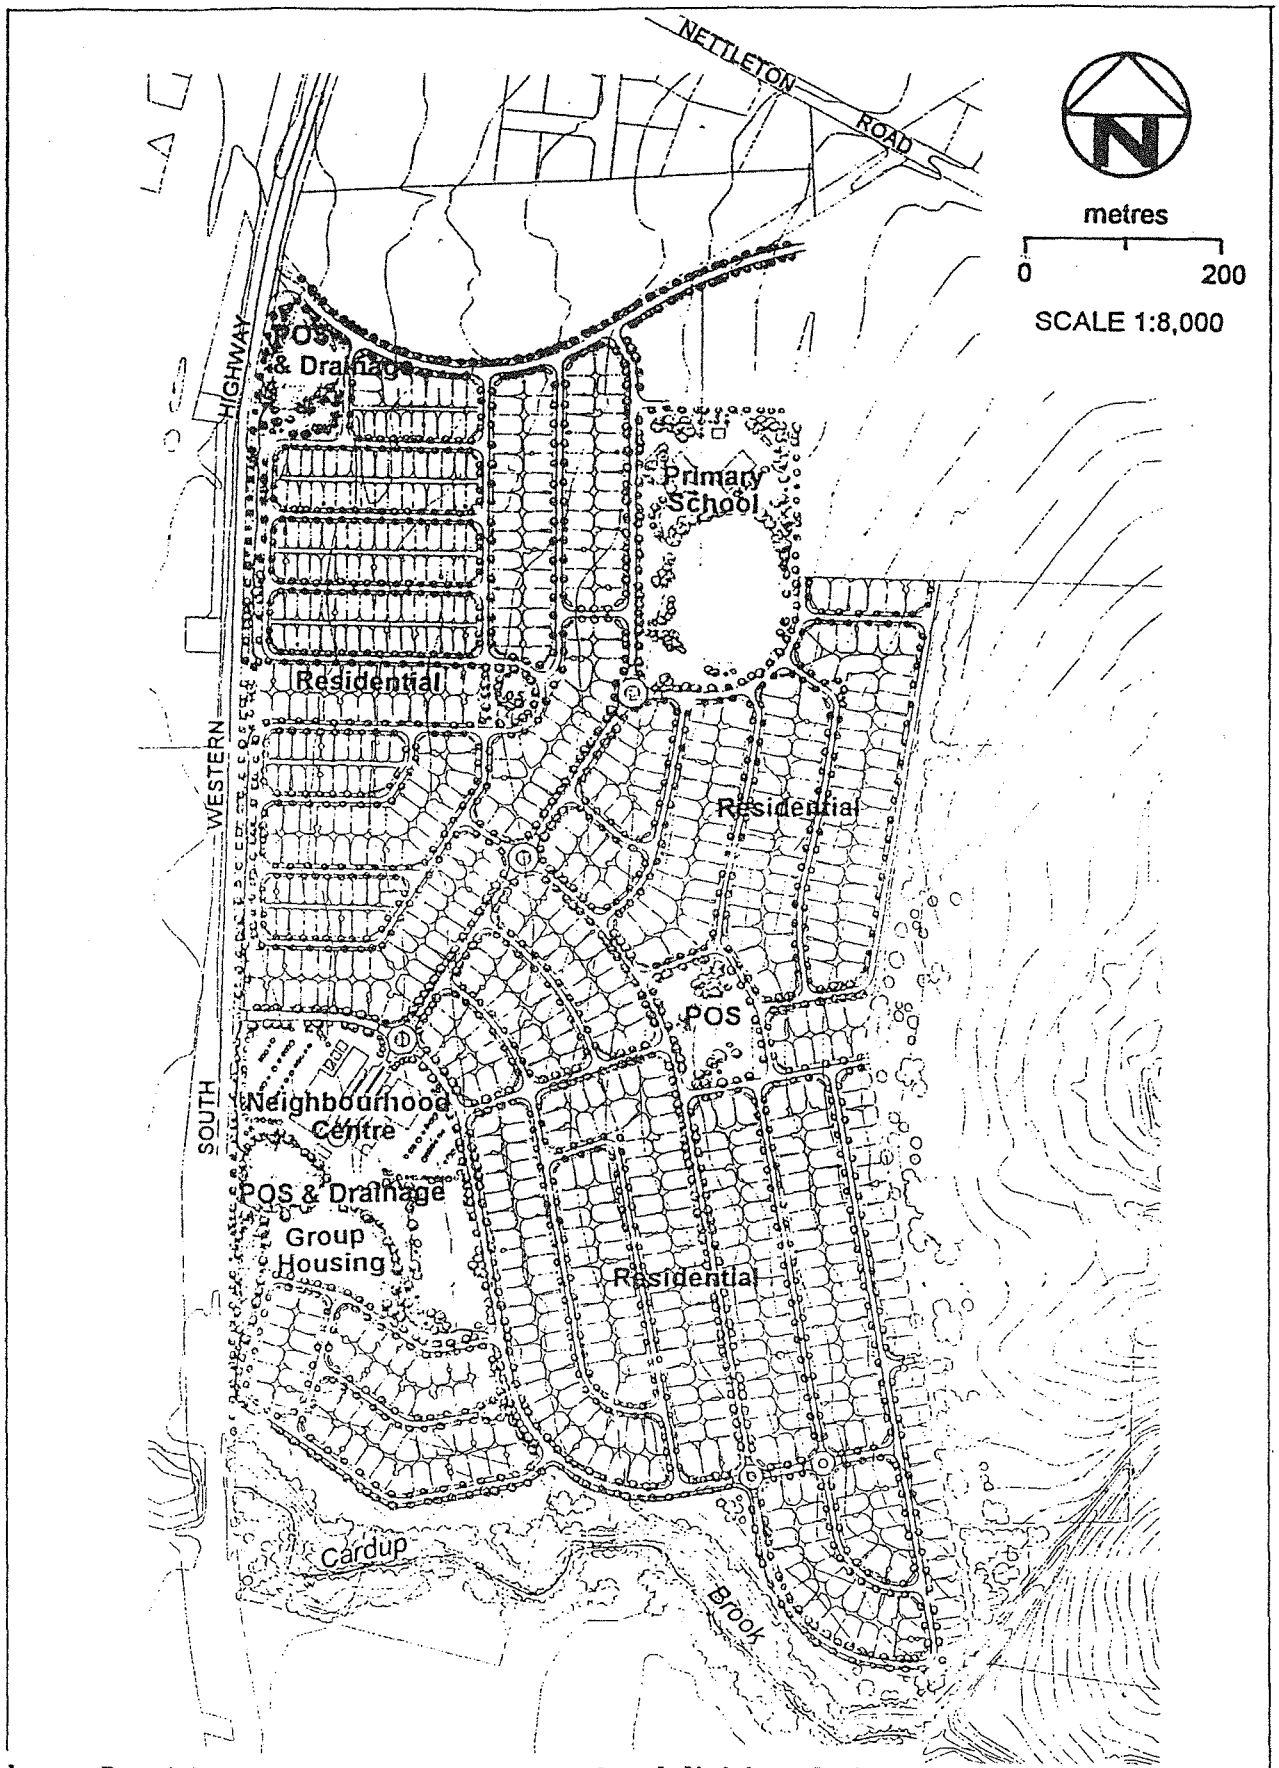 NETTLETON
ROAD
N
metres
0 200
SCALE 1:8,000
POS
& Drainage
HIGHWAY
Primary
School
Residential
WESTERN
Residential
POS
SOUTH
Neighbourhood
Centre
POS & Drainage
Group
Housing
Residential
Cardup
Brook